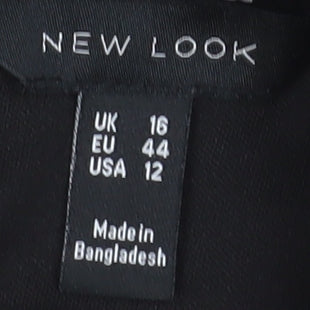 NEW LOOK
UK 16
EU 44
USA 12
Made in
Bangladesh